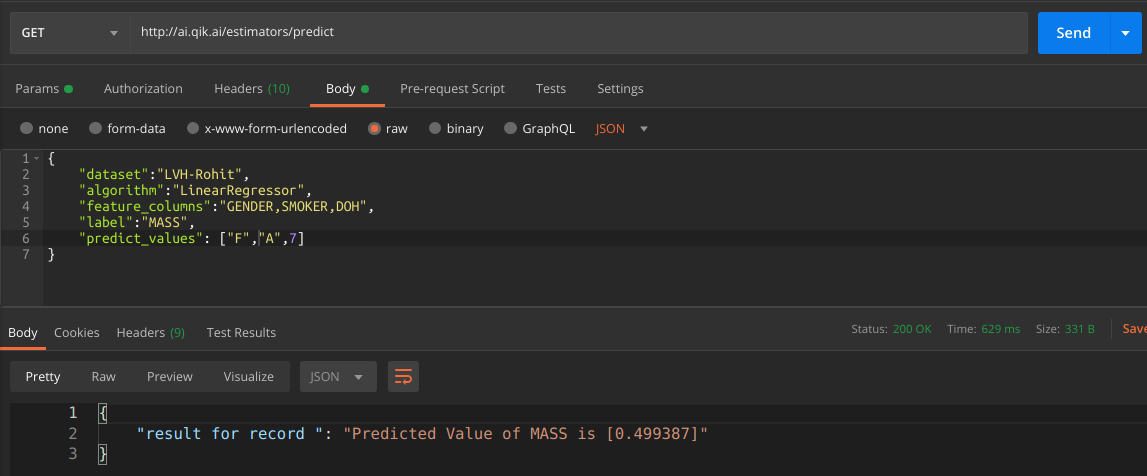 GET http://ai.qik.ai/estimators/predict Send
Params Authorization Headers (10) Body Pre-request Script Tests Settings
none form-data x-www-form-urlencoded raw binary GraphQL JSON
1 {
2 "dataset":"LVH-Rohit",
3 "algorithm":"LinearRegressor",
4 "feature_columns":"GENDER,SMOKER,DOH",
5 "label":"MASS",
6 "predict_values": ["F","A",7]
7 }
Body Cookies Headers (9) Test Results Status: 200 OK Time: 629 ms Size: 331 B Save
Pretty Raw Preview Visualize JSON
1 {
2 "result for record ": "Predicted Value of MASS is [0.499387]"
3 }